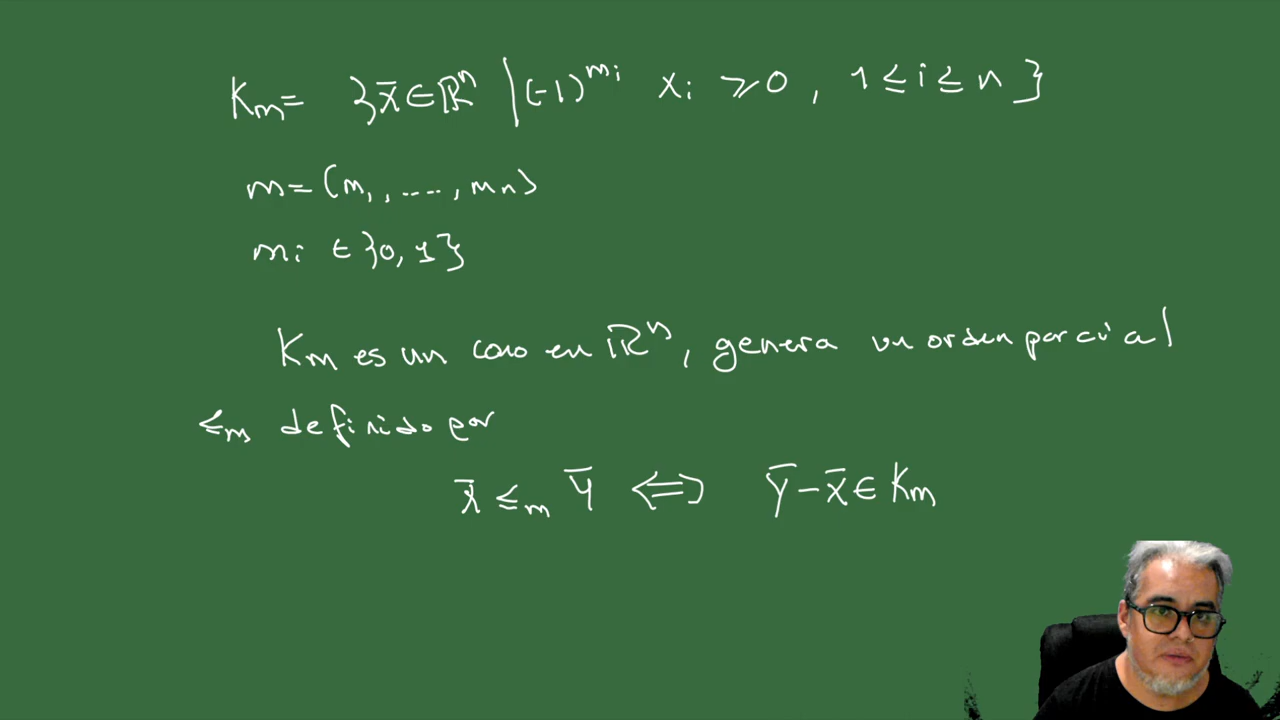 Km = {x̄ ∈ ℝⁿ | (-1)^mi xi ⩾ 0, 1 ≤ i ≤ n}
m = (m₁, ...., mn)
mi ∈ {0, 1}
Km es un cono en ℝⁿ, genera un orden parcial
≤m definido por
x̄ ≤m ȳ ⟺ ȳ - x̄ ∈ Km